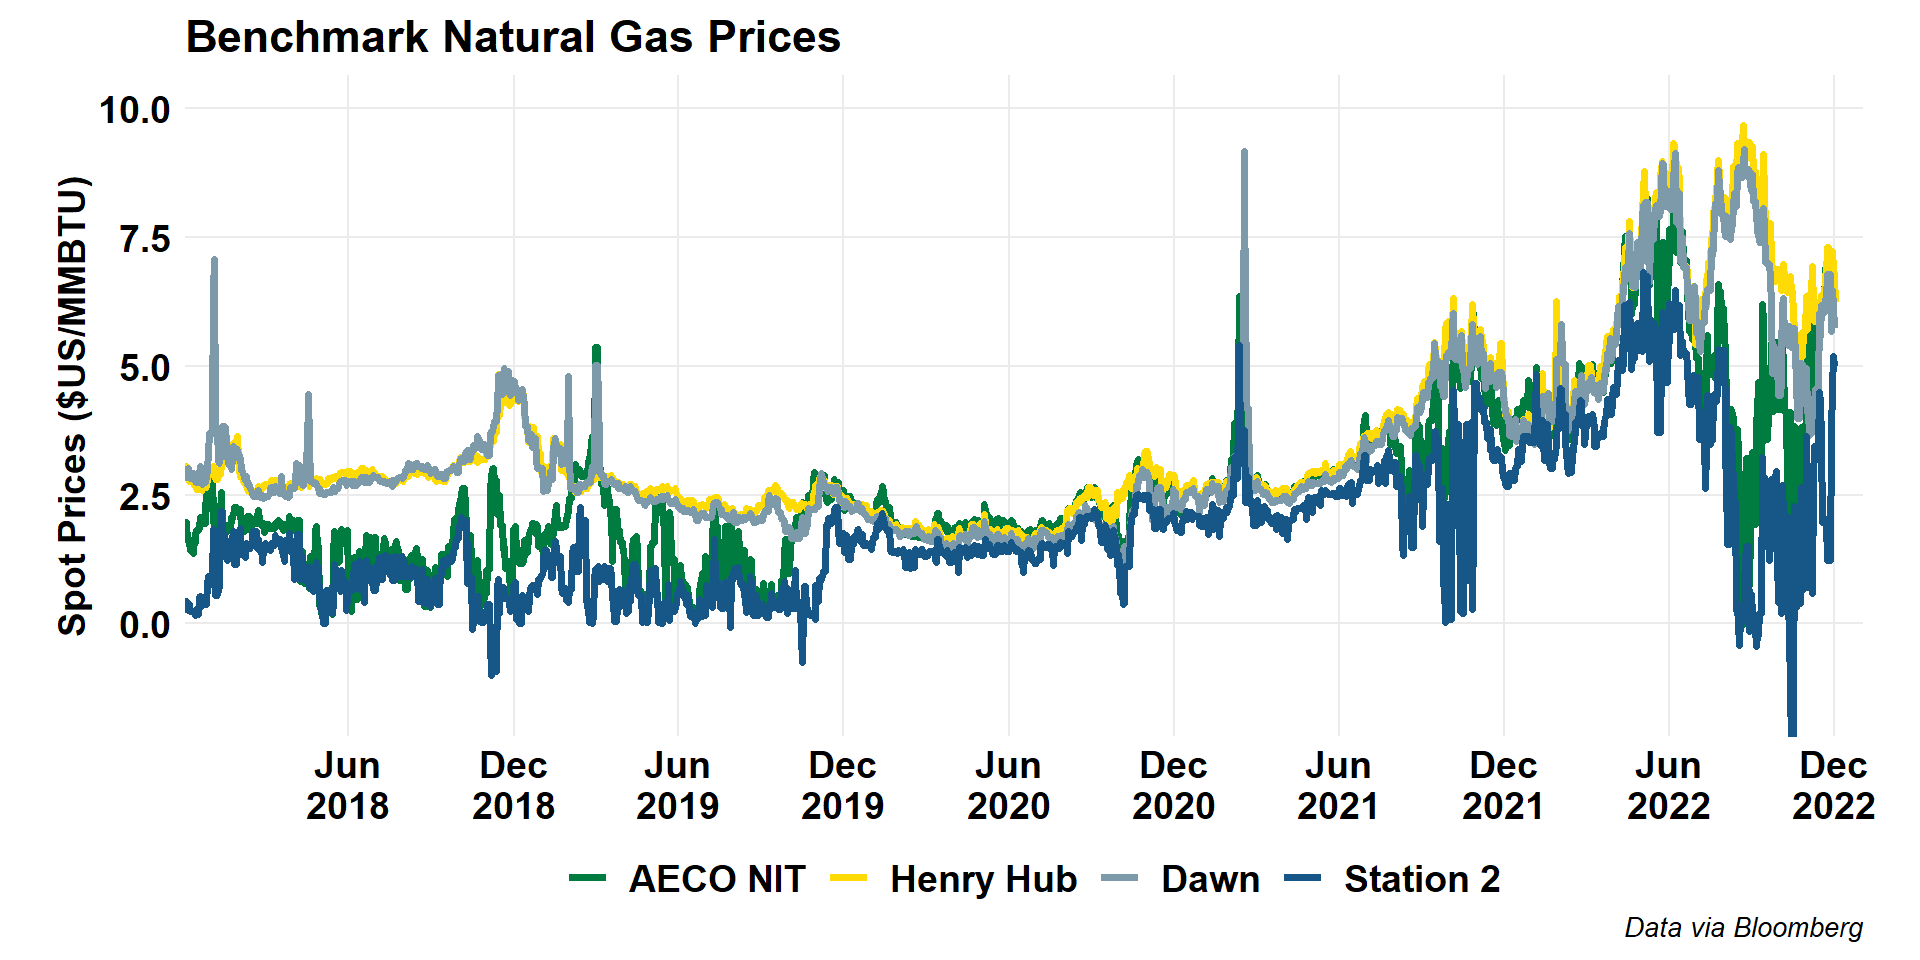 Benchmark Natural Gas Prices
Spot Prices ($US/MMBTU)
10.0
7.5
5.0
2.5
0.0
Jun Dec Jun Dec Jun Dec Jun Dec Jun Dec
2018 2018 2019 2019 2020 2020 2021 2021 2022 2022
AECO NIT Henry Hub Dawn Station 2
Data via Bloomberg